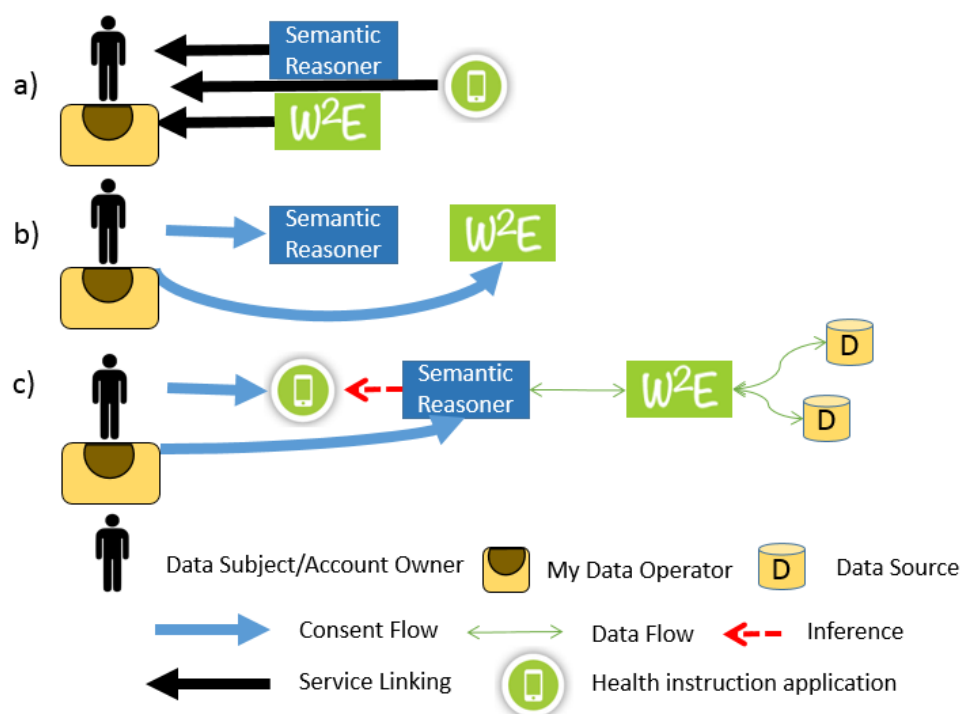 a)
Semantic
Reasoner
W²E
b)
Semantic
Reasoner
W²E
c)
Semantic
Reasoner
W²E
D
D
Data Subject/Account Owner
My Data Operator
D
Data Source
Consent Flow
Data Flow
Inference
Service Linking
Health instruction application